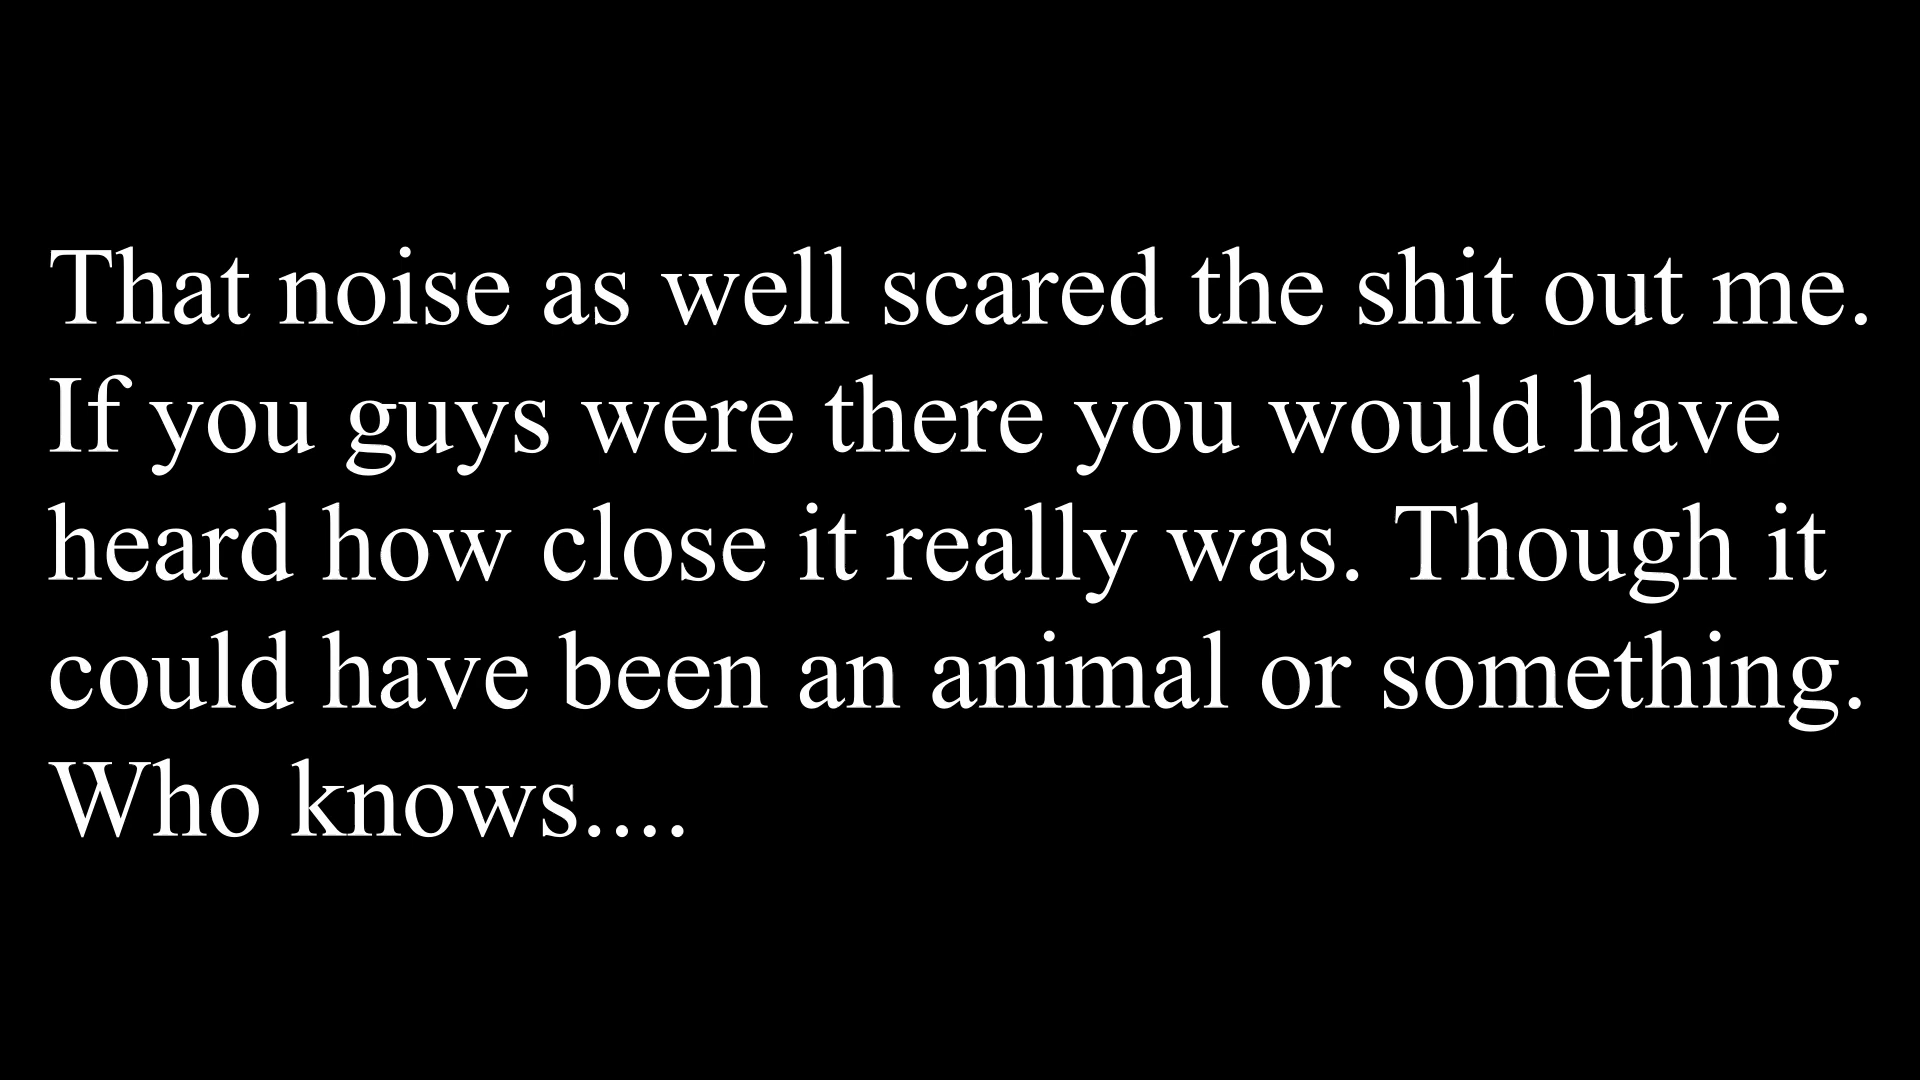 That noise as well scared the shit out me.
If you guys were there you would have
heard how close it really was. Though it
could have been an animal or something.
Who knows....